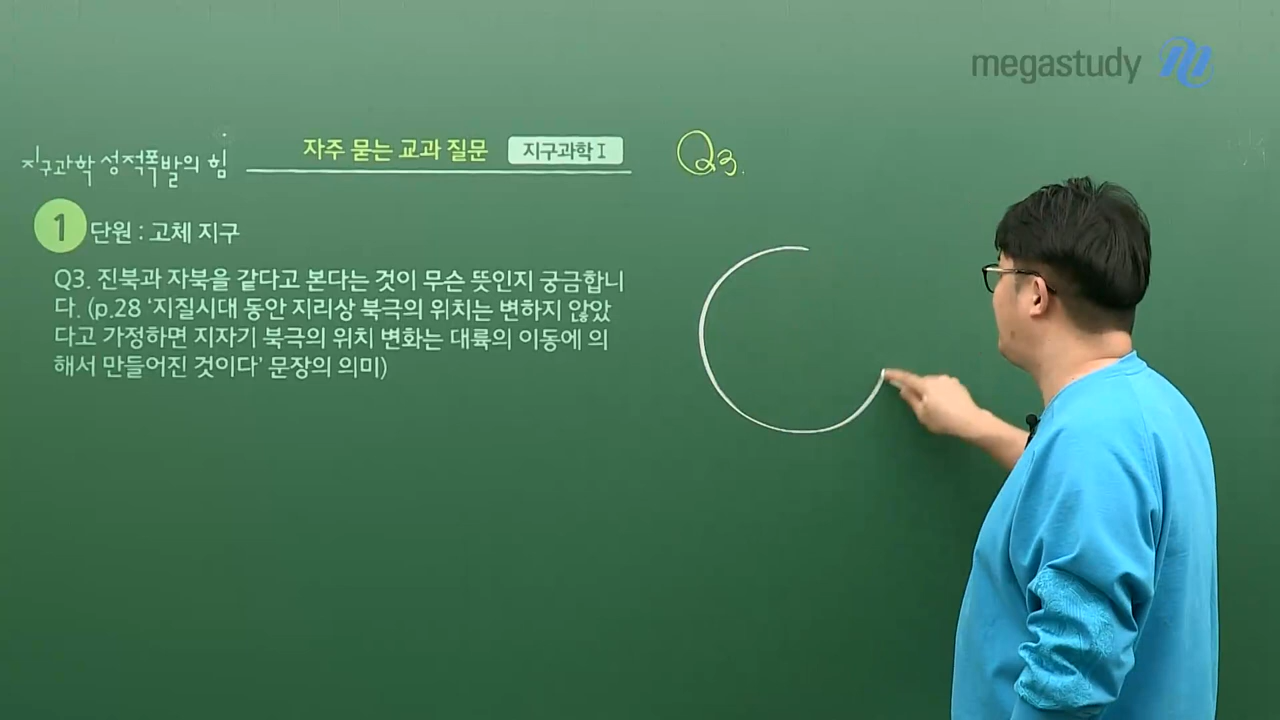 megastudy
지구과학 성적폭발의 힘
자주 묻는 교과 질문 지구과학 I
Q3.
1 단원 : 고체 지구
Q3. 진북과 자북을 같다고 본다는 것이 무슨 뜻인지 궁금합니
다. (p.28 ‘지질시대 동안 지리상 북극의 위치는 변하지 않았
다고 가정하면 지자기 북극의 위치 변화는 대륙의 이동에 의
해서 만들어진 것이다’ 문장의 의미)